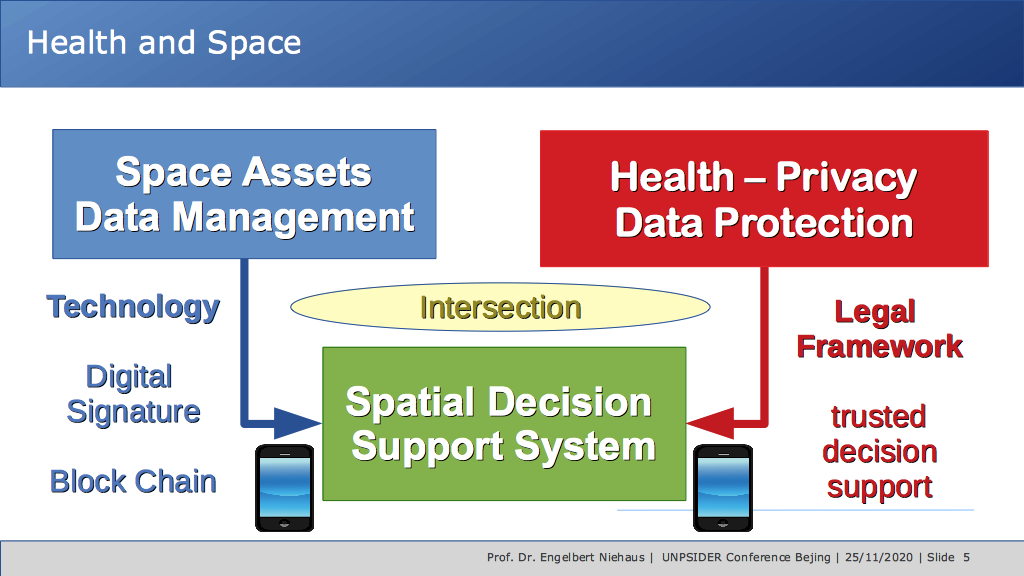 Health and Space
Space Assets
Data Management
Health – Privacy
Data Protection
Technology
Digital
Signature
Block Chain
Intersection
Spatial Decision
Support System
Legal
Framework
trusted
decision
support
Prof. Dr. Engelbert Niehaus | UNPSIDER Conference Bejing | 25/11/2020 | Slide 5